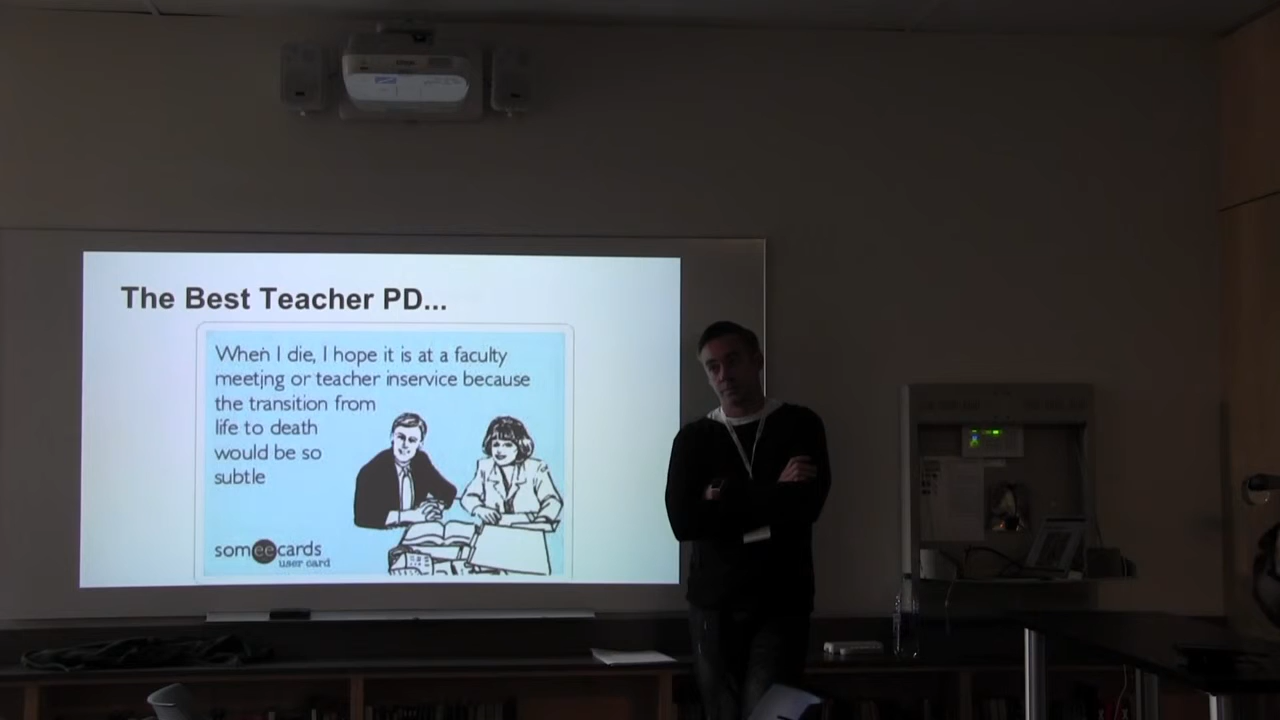 The Best Teacher PD...
When I die, I hope it is at a faculty
meeting or teacher inservice because
the transition from
life to death
would be so
subtle
someecards
user card